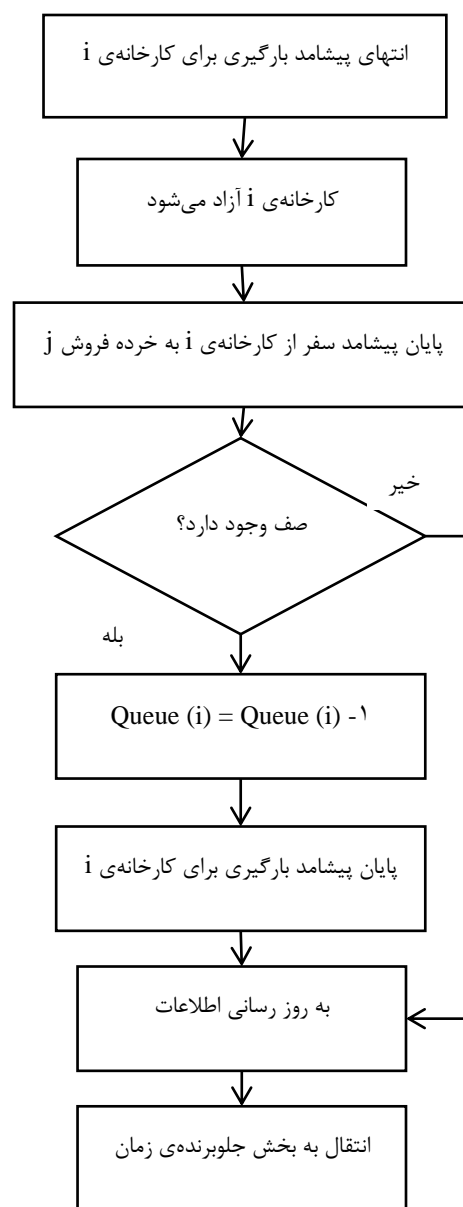 انتهای پیشامد بارگیری برای کارخانه‌ی i
کارخانه‌ی i آزاد می‌شود
پایان پیشامد سفر از کارخانه‌ی i به خرده فروش j
خیر
صف وجود دارد؟
بله
Queue (i) = Queue (i) -۱
پایان پیشامد بارگیری برای کارخانه‌ی i
به روز رسانی اطلاعات
انتقال به بخش جلوبرنده‌ی زمان